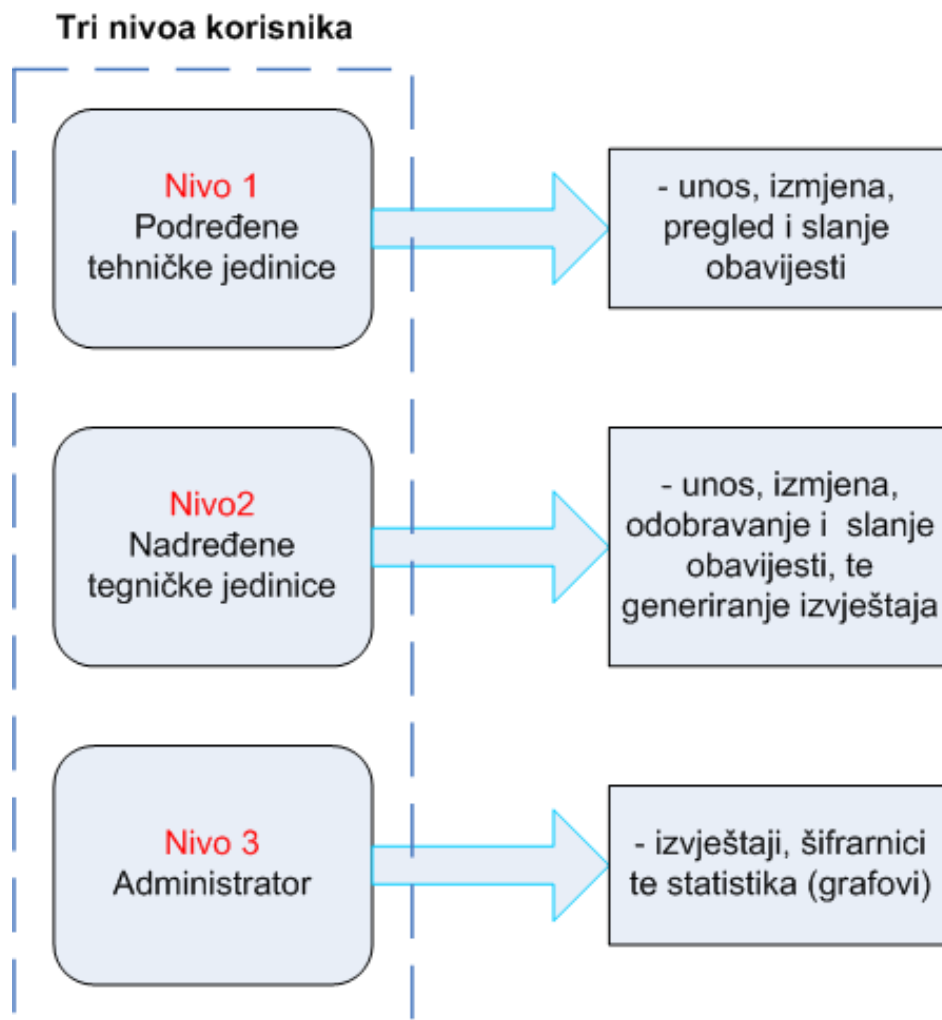 Tri nivoa korisnika
Nivo 1
Podređene
tehničke jedinice
- unos, izmjena,
pregled i slanje
obavijesti
Nivo2
Nadređene
tegničke jedinice
- unos, izmjena,
odobravanje i  slanje
obavijesti, te
generiranje izvještaja
Nivo 3
Administrator
- izvještaji, šifrarnici
te statistika (grafovi)